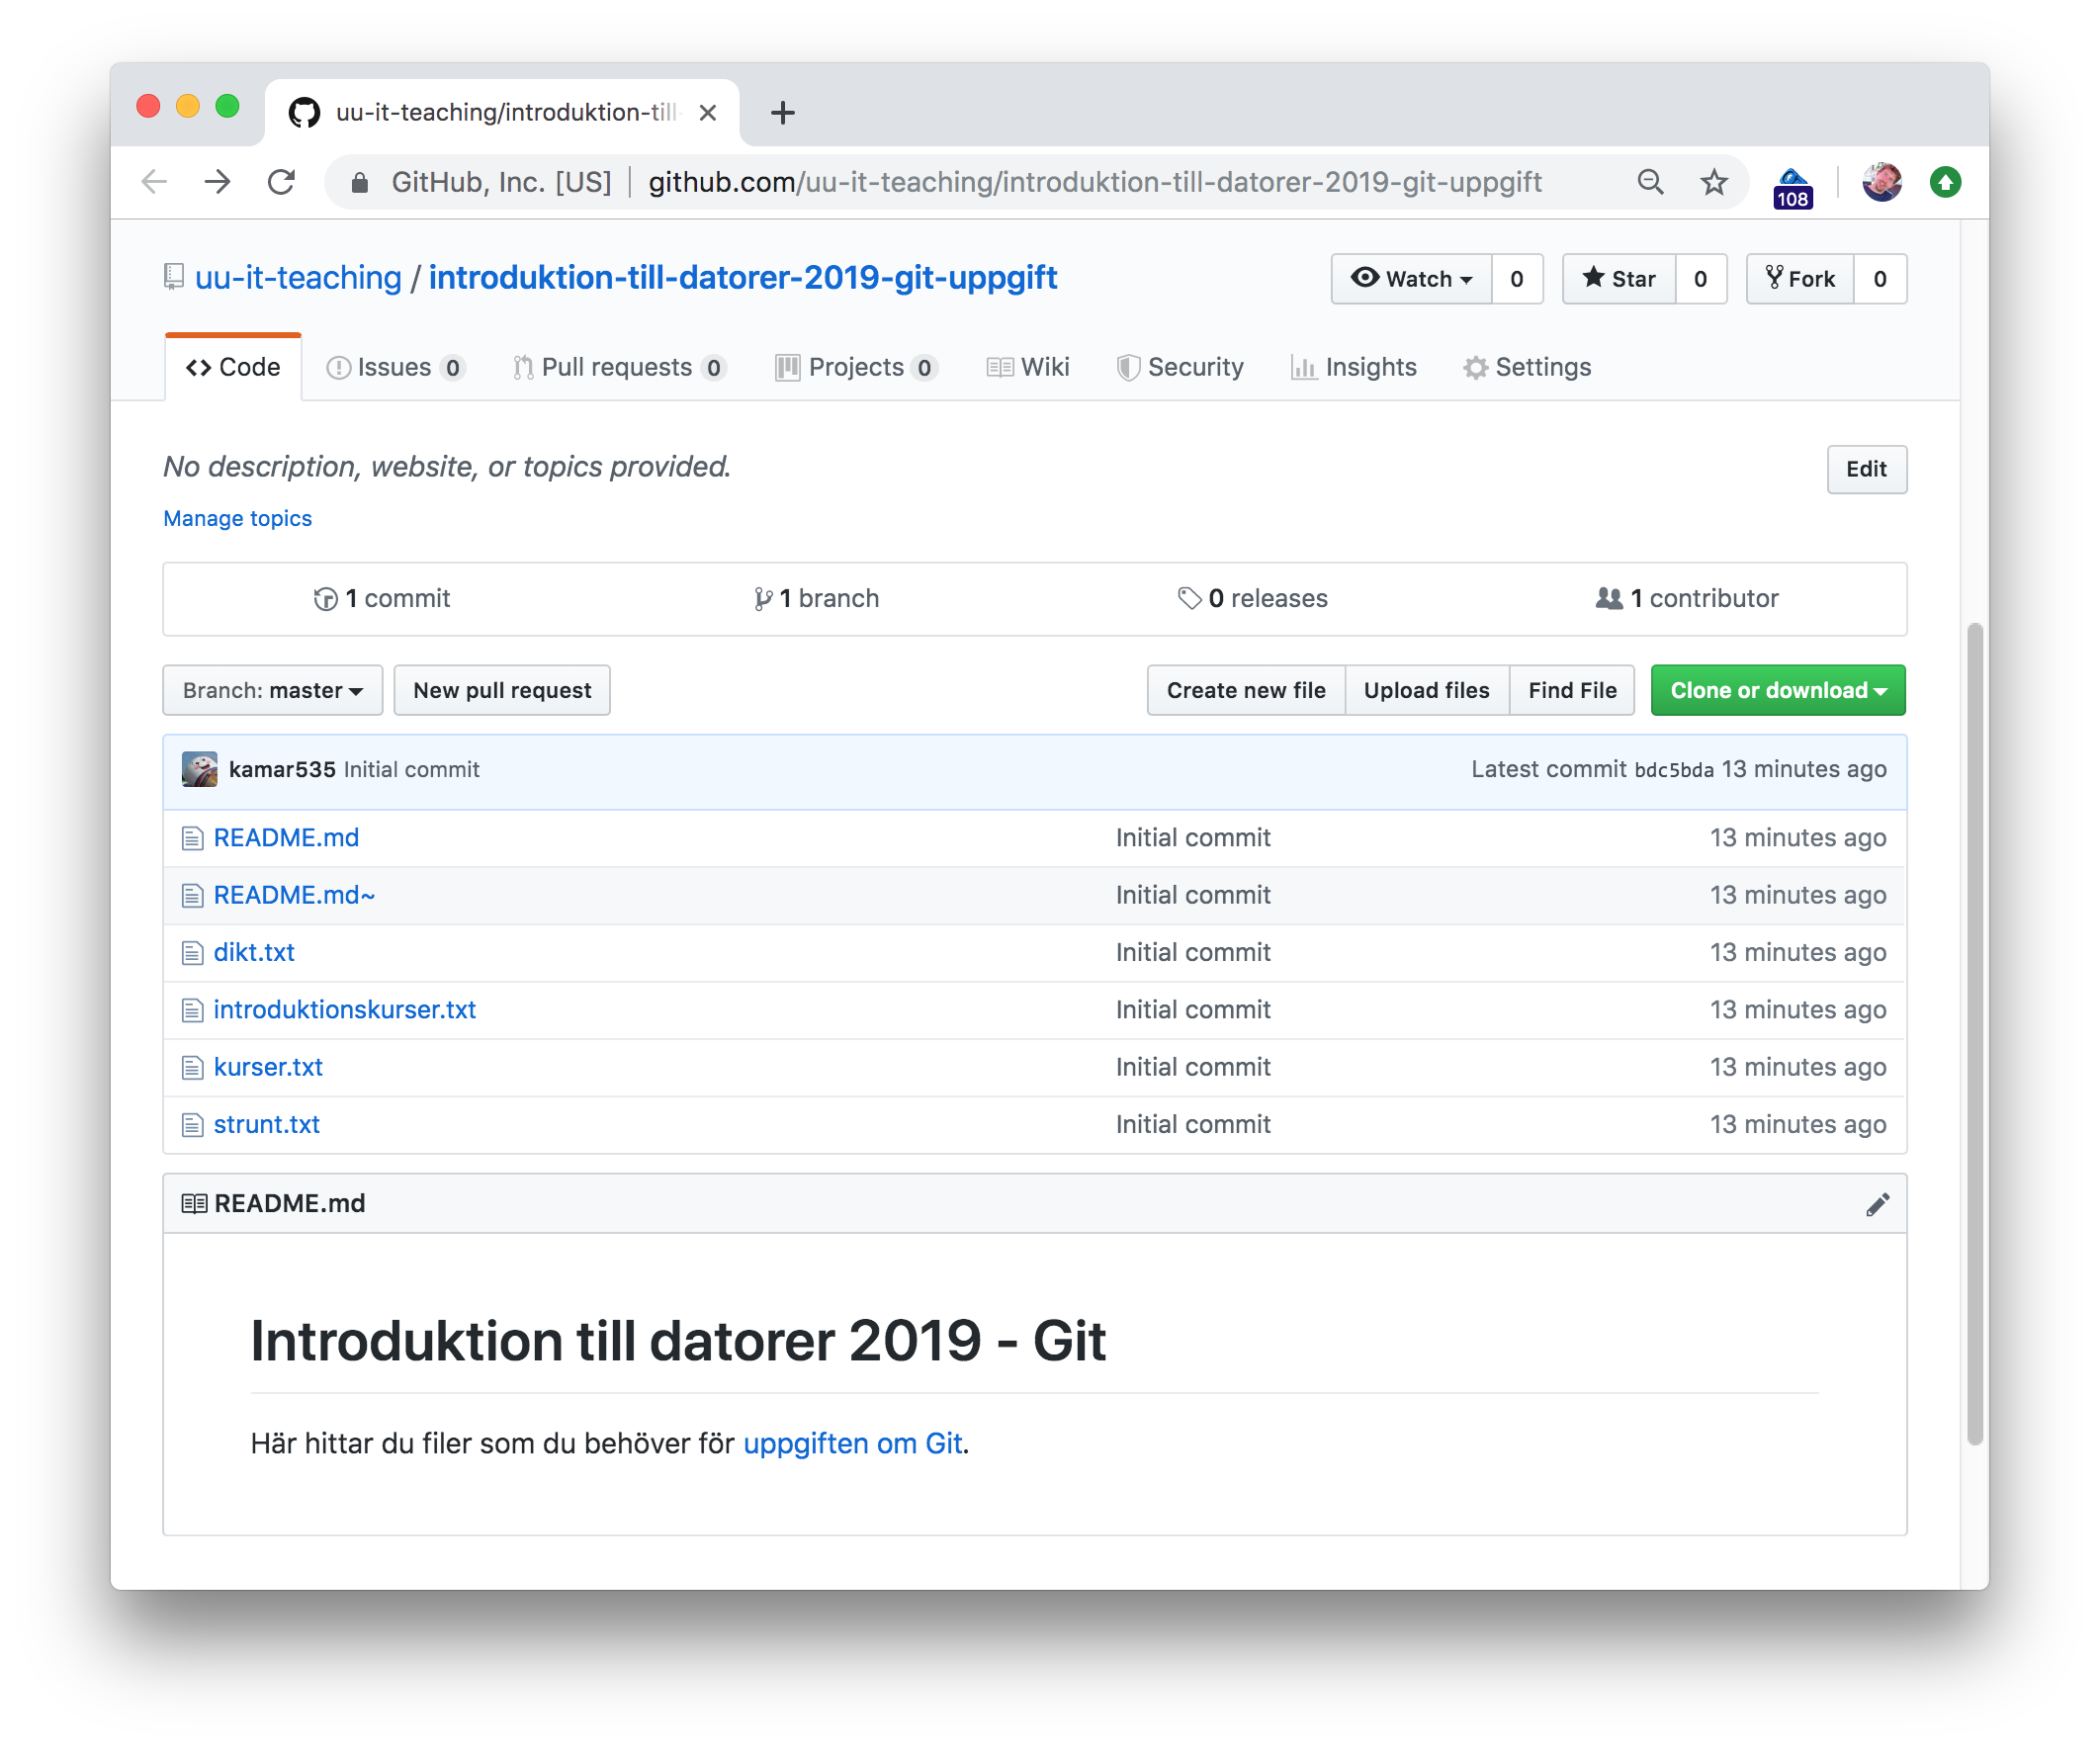 uu-it-teaching/introduktion-till-
GitHub, Inc. [US] | github.com/uu-it-teaching/introduktion-till-datorer-2019-git-uppgift
108
uu-it-teaching / introduktion-till-datorer-2019-git-uppgift
Watch 0 Star 0 Fork 0
Code Issues 0 Pull requests 0 Projects 0 Wiki Security Insights Settings
No description, website, or topics provided.
Edit
Manage topics
1 commit 1 branch 0 releases 1 contributor
Branch: master New pull request Create new file Upload files Find File Clone or download
kamar535 Initial commit Latest commit bdc5bda 13 minutes ago
README.md Initial commit 13 minutes ago
README.md~ Initial commit 13 minutes ago
dikt.txt Initial commit 13 minutes ago
introduktionskurser.txt Initial commit 13 minutes ago
kurser.txt Initial commit 13 minutes ago
strunt.txt Initial commit 13 minutes ago
README.md
Introduktion till datorer 2019 - Git
Här hittar du filer som du behöver för uppgiften om Git.